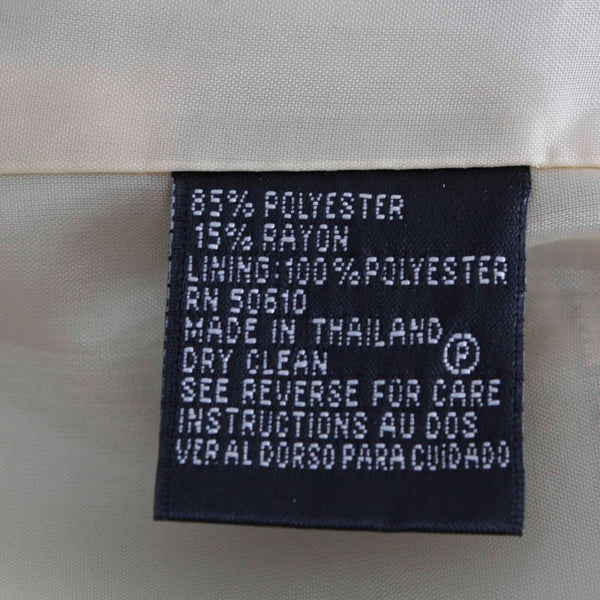 85% POLYESTER
15% RAYON
LINING:100%POLYESTER
RN 50610
MADE IN THAILAND
DRY CLEAN Ⓟ
SEE REVERSE FOR CARE
INSTRUCTIONS AU DOS
VER AL DORSO PARA CUIDADO